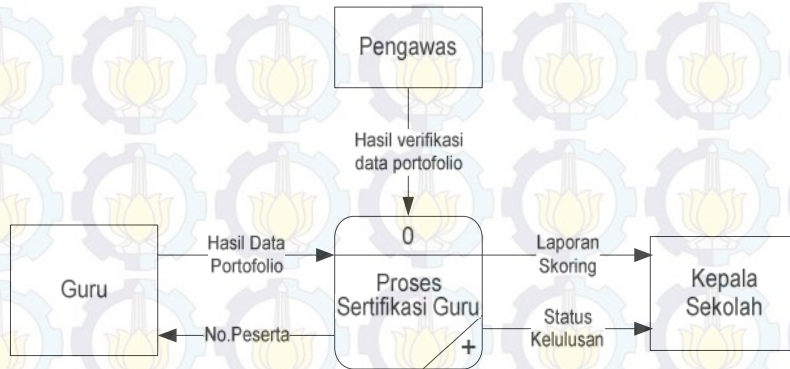 Pengawas
Hasil verifikasi
data portofolio
0
Hasil Data
Portofolio
Laporan
Skoring
Guru
Proses
Sertifikasi Guru
Kepala
Sekolah
No.Peserta
Status
Kelulusan
+